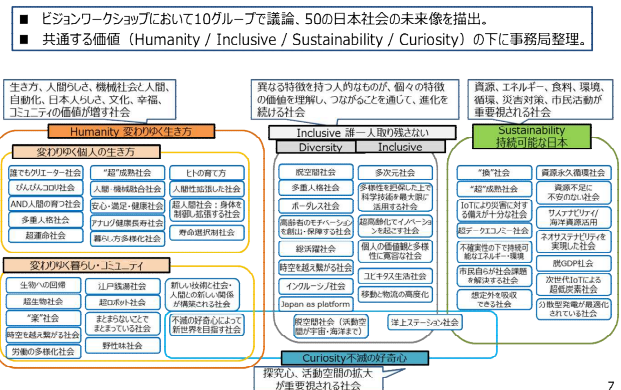 ■ ビジョンワークショップにおいて10グループで議論、50の日本社会の未来像を描出。
■ 共通する価値（Humanity / Inclusive / Sustainability / Curiosity）の下に事務局整理。
生き方、人間らしさ、機械社会と人間、
自動化、日本人らしさ、文化、幸福、
コミュニティの価値が増す社会
異なる特徴を持つ人的なものが、個々の特徴
の価値を理解し、つながることを通じて、進化を
続ける社会
資源、エネルギー、食料、環境、
循環、災害対策、市民活動が
重要視される社会
Humanity 変わりゆく生き方
変わりゆく個人の生き方
誰でもクリエーター社会
ぴんぴんコロリ社会
AND人間の育つ社会
多重人格社会
超運命社会
"超"成熟社会
人間・機械融合社会
安心・満足・健康社会
アナログ健康長寿社会
暮らし方多様化社会
ヒトの育て方
人間性拡張した社会
超人間社会：身体を
制御し拡張する社会
寿命選択制社会
変わりゆく暮らし・コミュニティ
生物への回帰
超生物社会
"楽"社会
時空を越え繋がる社会
労働の多様化社会
江戸銭湯社会
超ロボット社会
まとまらないことで
まとまっている社会
野性味社会
新しい技術と社会・
人間との新しい関係
が構築される社会
不滅の好奇心によって
新世界を目指す社会
Inclusive 誰一人取り残さない
Diversity
Inclusive
脱空間社会
多重人格社会
ボーダレス社会
高齢者のモチベーション
を創出・保障する社会
総活躍社会
時空を越え繋がる社会
インクルーシブ社会
Japan as platform
多次元社会
多様性を担保した上で
科学技術を最大限に
活用する社会
超高齢化でイノベーショ
ンを起こす社会
個人の価値観と多様
性に寛容な社会
ユビキタス生活社会
移動と物流の高度化
脱空間社会（活動空
間が宇宙・海洋まで）
洋上ステーション社会
Sustainability
持続可能な日本
"換"社会
"超"成熟社会
IoTにより災害に対す
る備えが十分な社会
超データエコノミー社会
不確実性の下で持続可
能なエネルギー・環境
市民自らが社会課題
を解決する社会
想定外を吸収
できる社会
資源永久循環社会
資源不足に
不安のない社会
サステナビリティ/
海洋資源活用
ネオサステナビリティを
実現した社会
脱GDP社会
次世代IoTによる
超低炭素社会
分散型発電が最適化
されている社会
Curiosity不滅の好奇心
探究心、活動空間の拡大
が重要視される社会
7